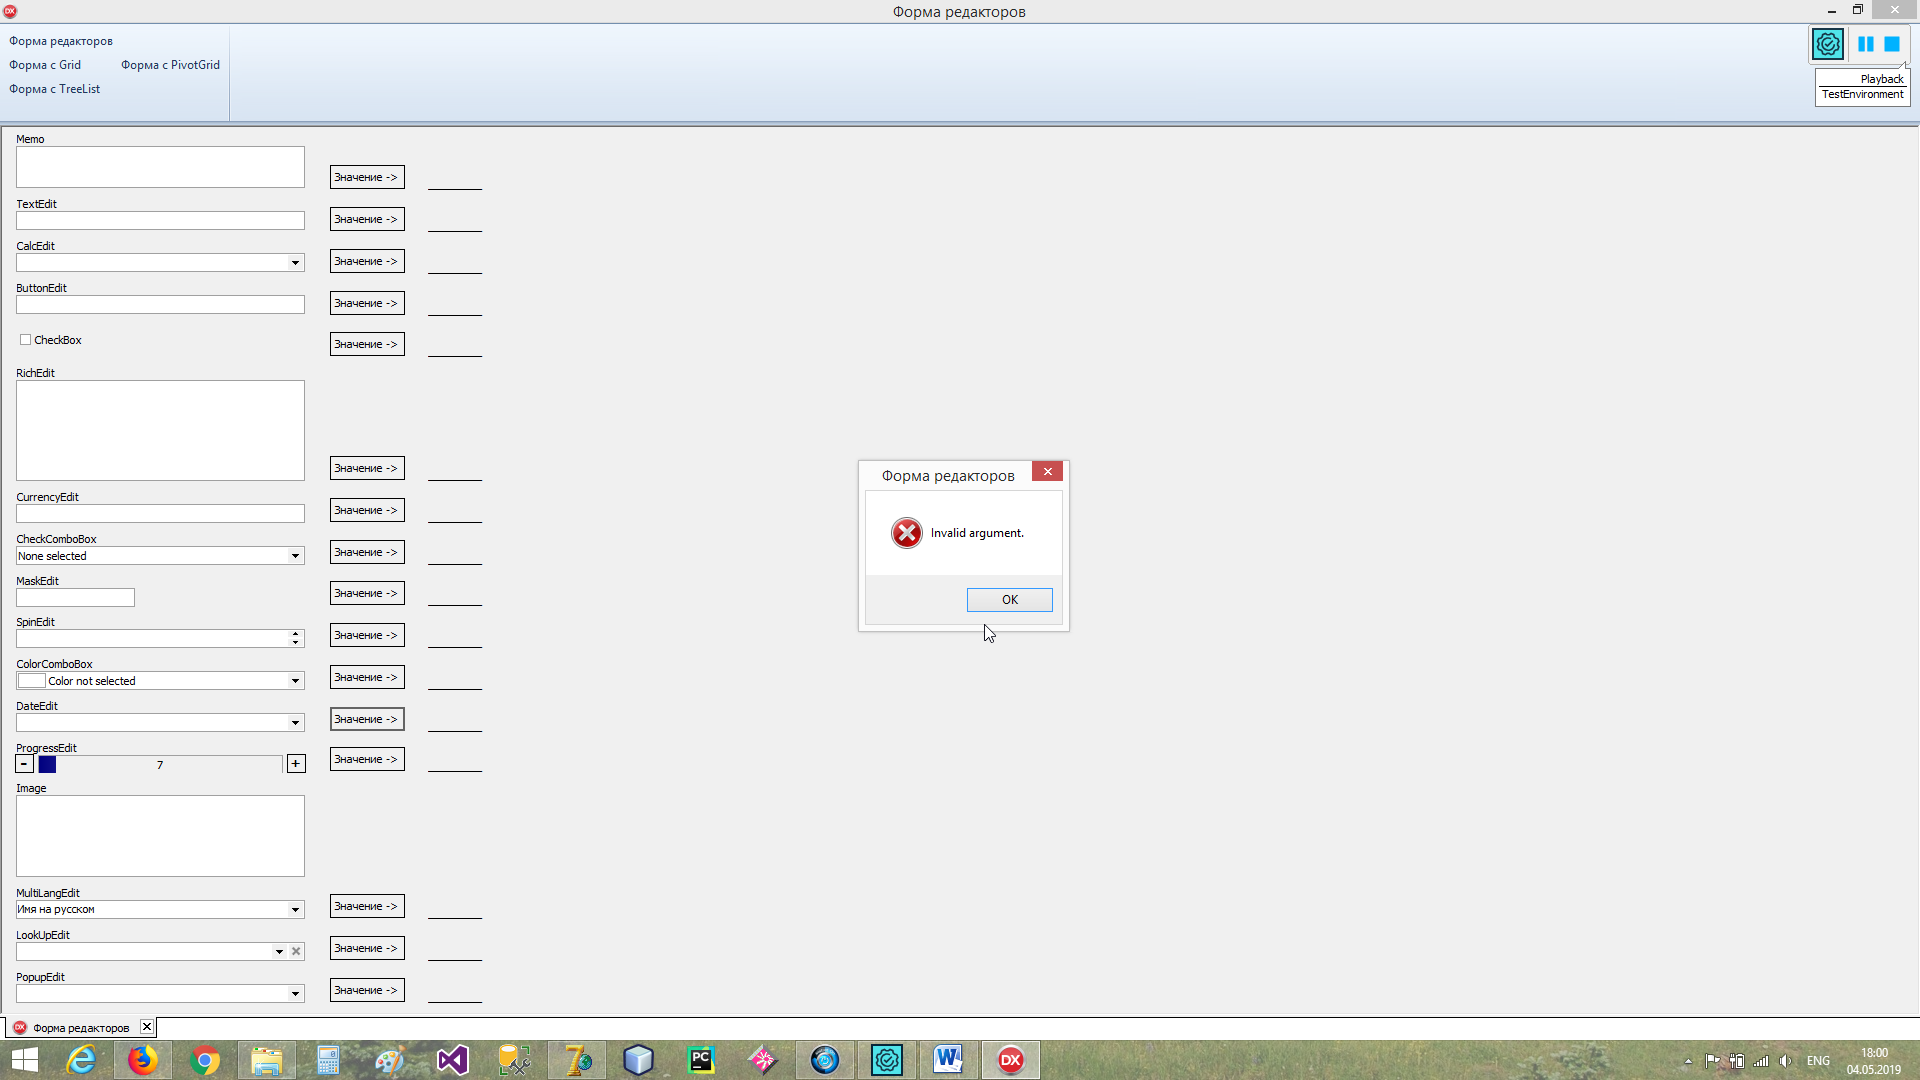 Форма редакторов
Форма редакторов
Форма с Grid
Форма с PivotGrid
Форма с TreeList
Playback
TestEnvironment
Memo
Значение ->
TextEdit
Значение ->
CalcEdit
Значение ->
ButtonEdit
Значение ->
CheckBox
Значение ->
RichEdit
Значение ->
CurrencyEdit
Значение ->
CheckComboBox
None selected
Значение ->
MaskEdit
Значение ->
SpinEdit
Значение ->
ColorComboBox
Color not selected
Значение ->
DateEdit
Значение ->
ProgressEdit
- 7 +
Значение ->
Image
MultiLangEdit
Имя на русском
Значение ->
LookUpEdit
Значение ->
PopupEdit
Значение ->
Форма редакторов
Invalid argument.
OK
DX Форма редакторов
PC
DX
ENG
18:00
04.05.2019